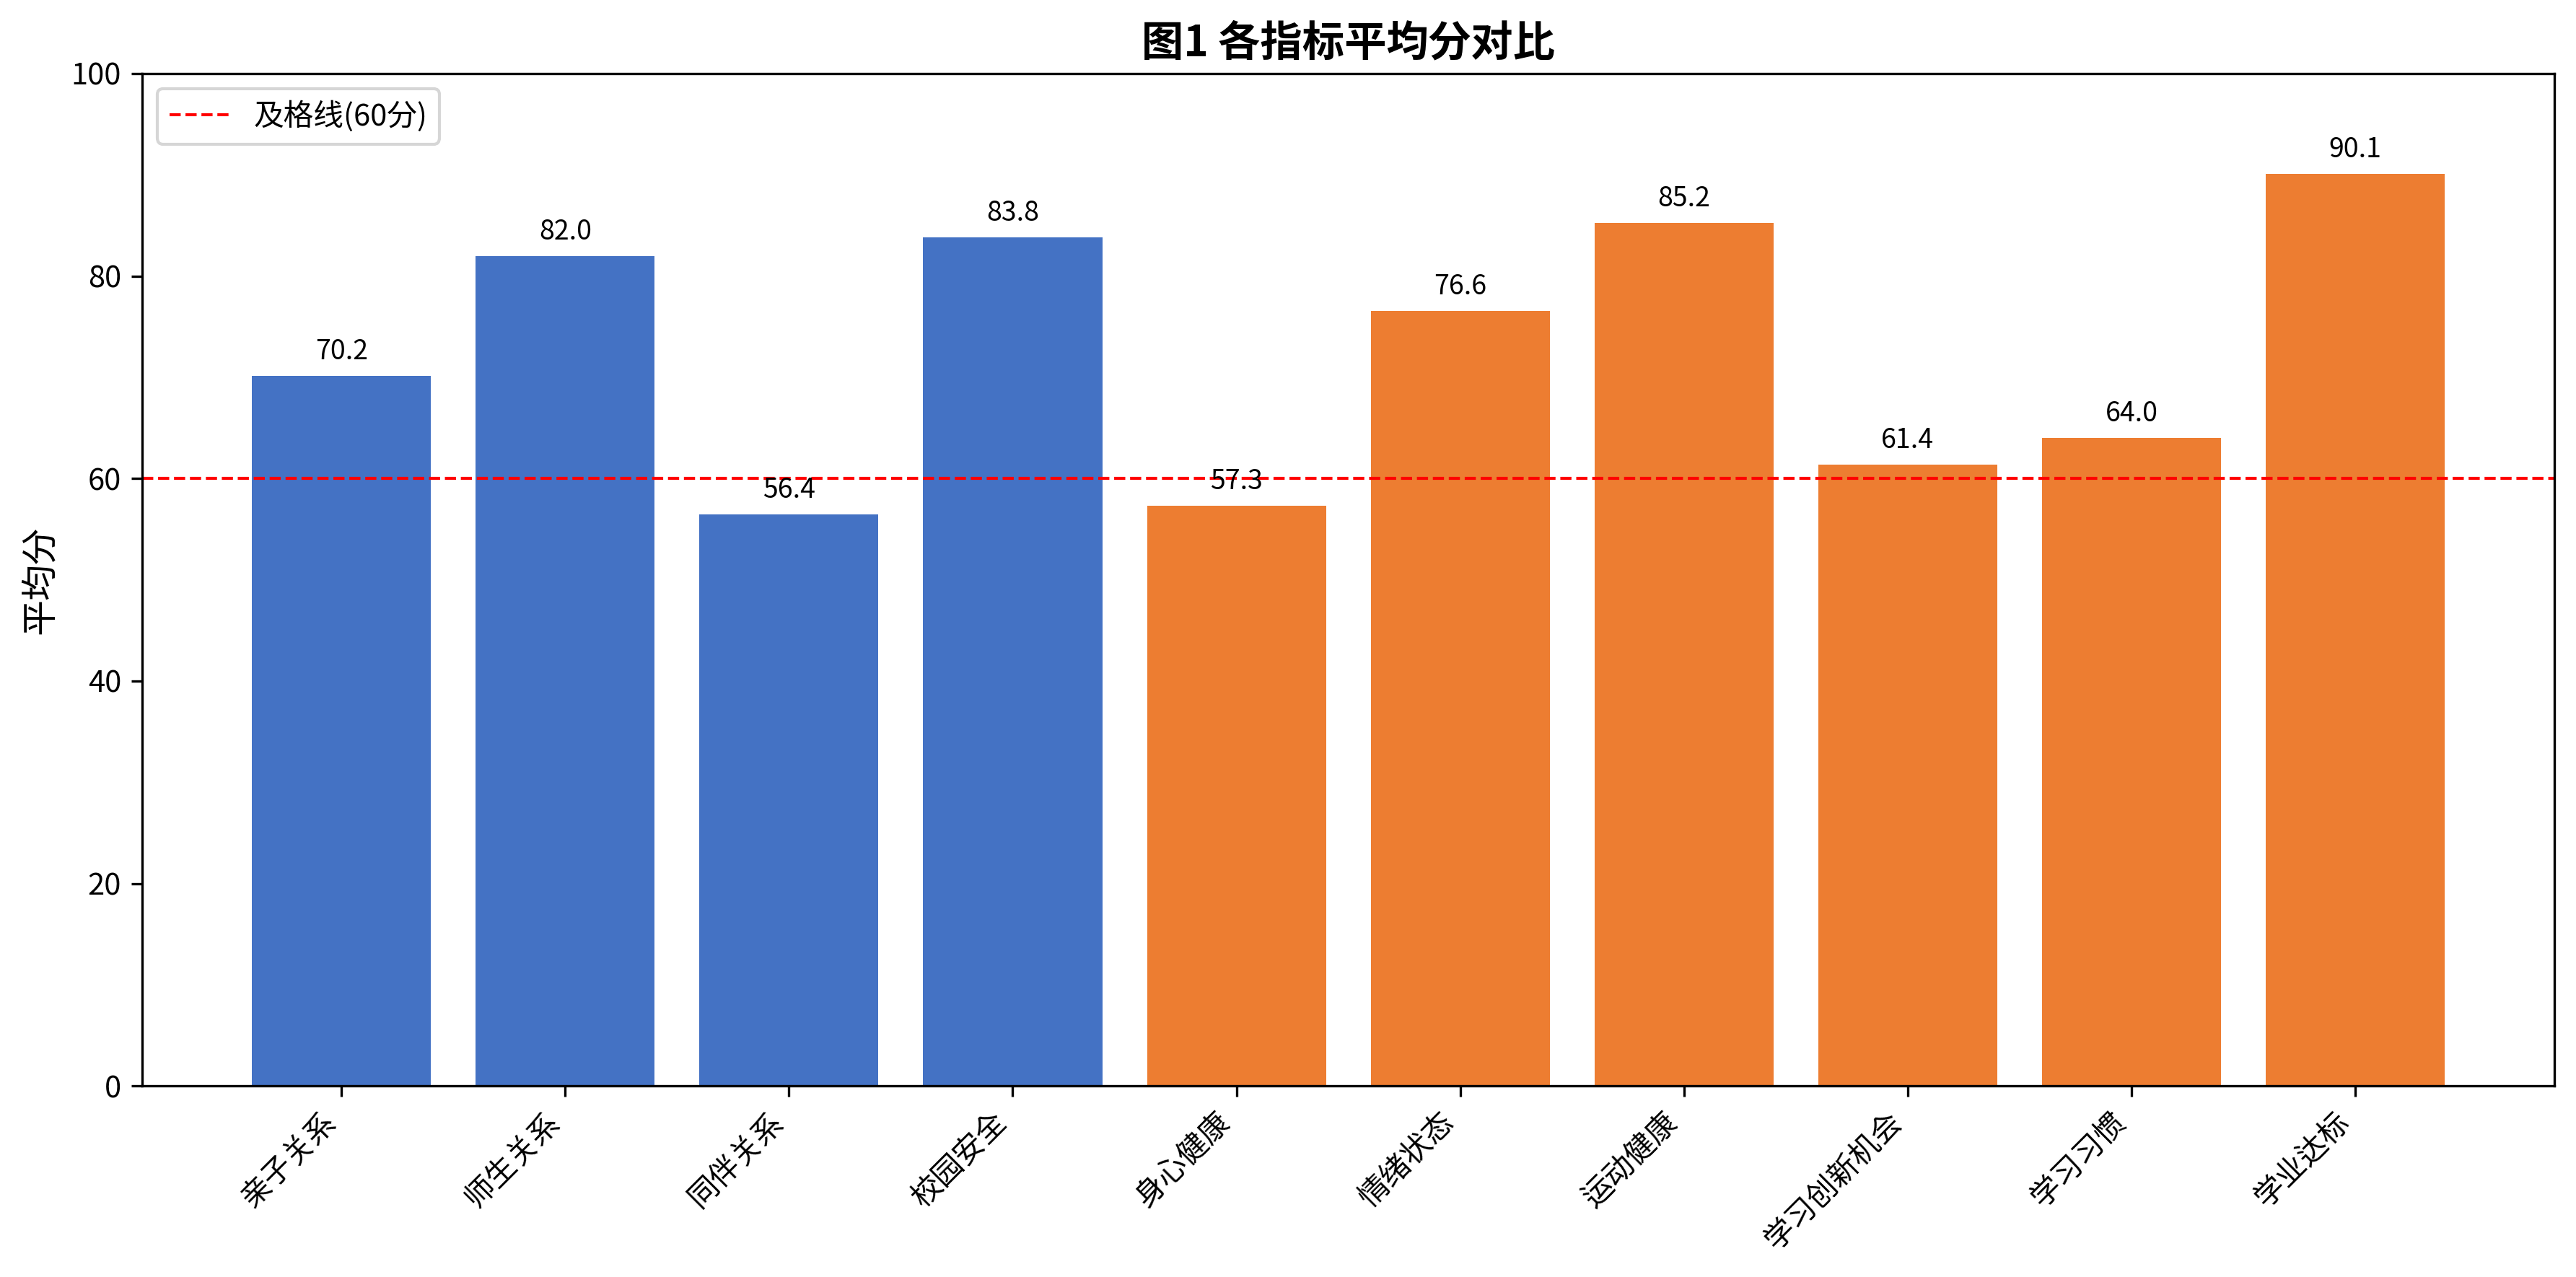 图1 各指标平均分对比
及格线(60分)
平均分
100
80
60
40
20
0
70.2
82.0
56.4
83.8
57.3
76.6
85.2
61.4
64.0
90.1
亲子关系
师生关系
同伴关系
校园安全
身心健康
情绪状态
运动健康
学习创新机会
学习习惯
学业达标